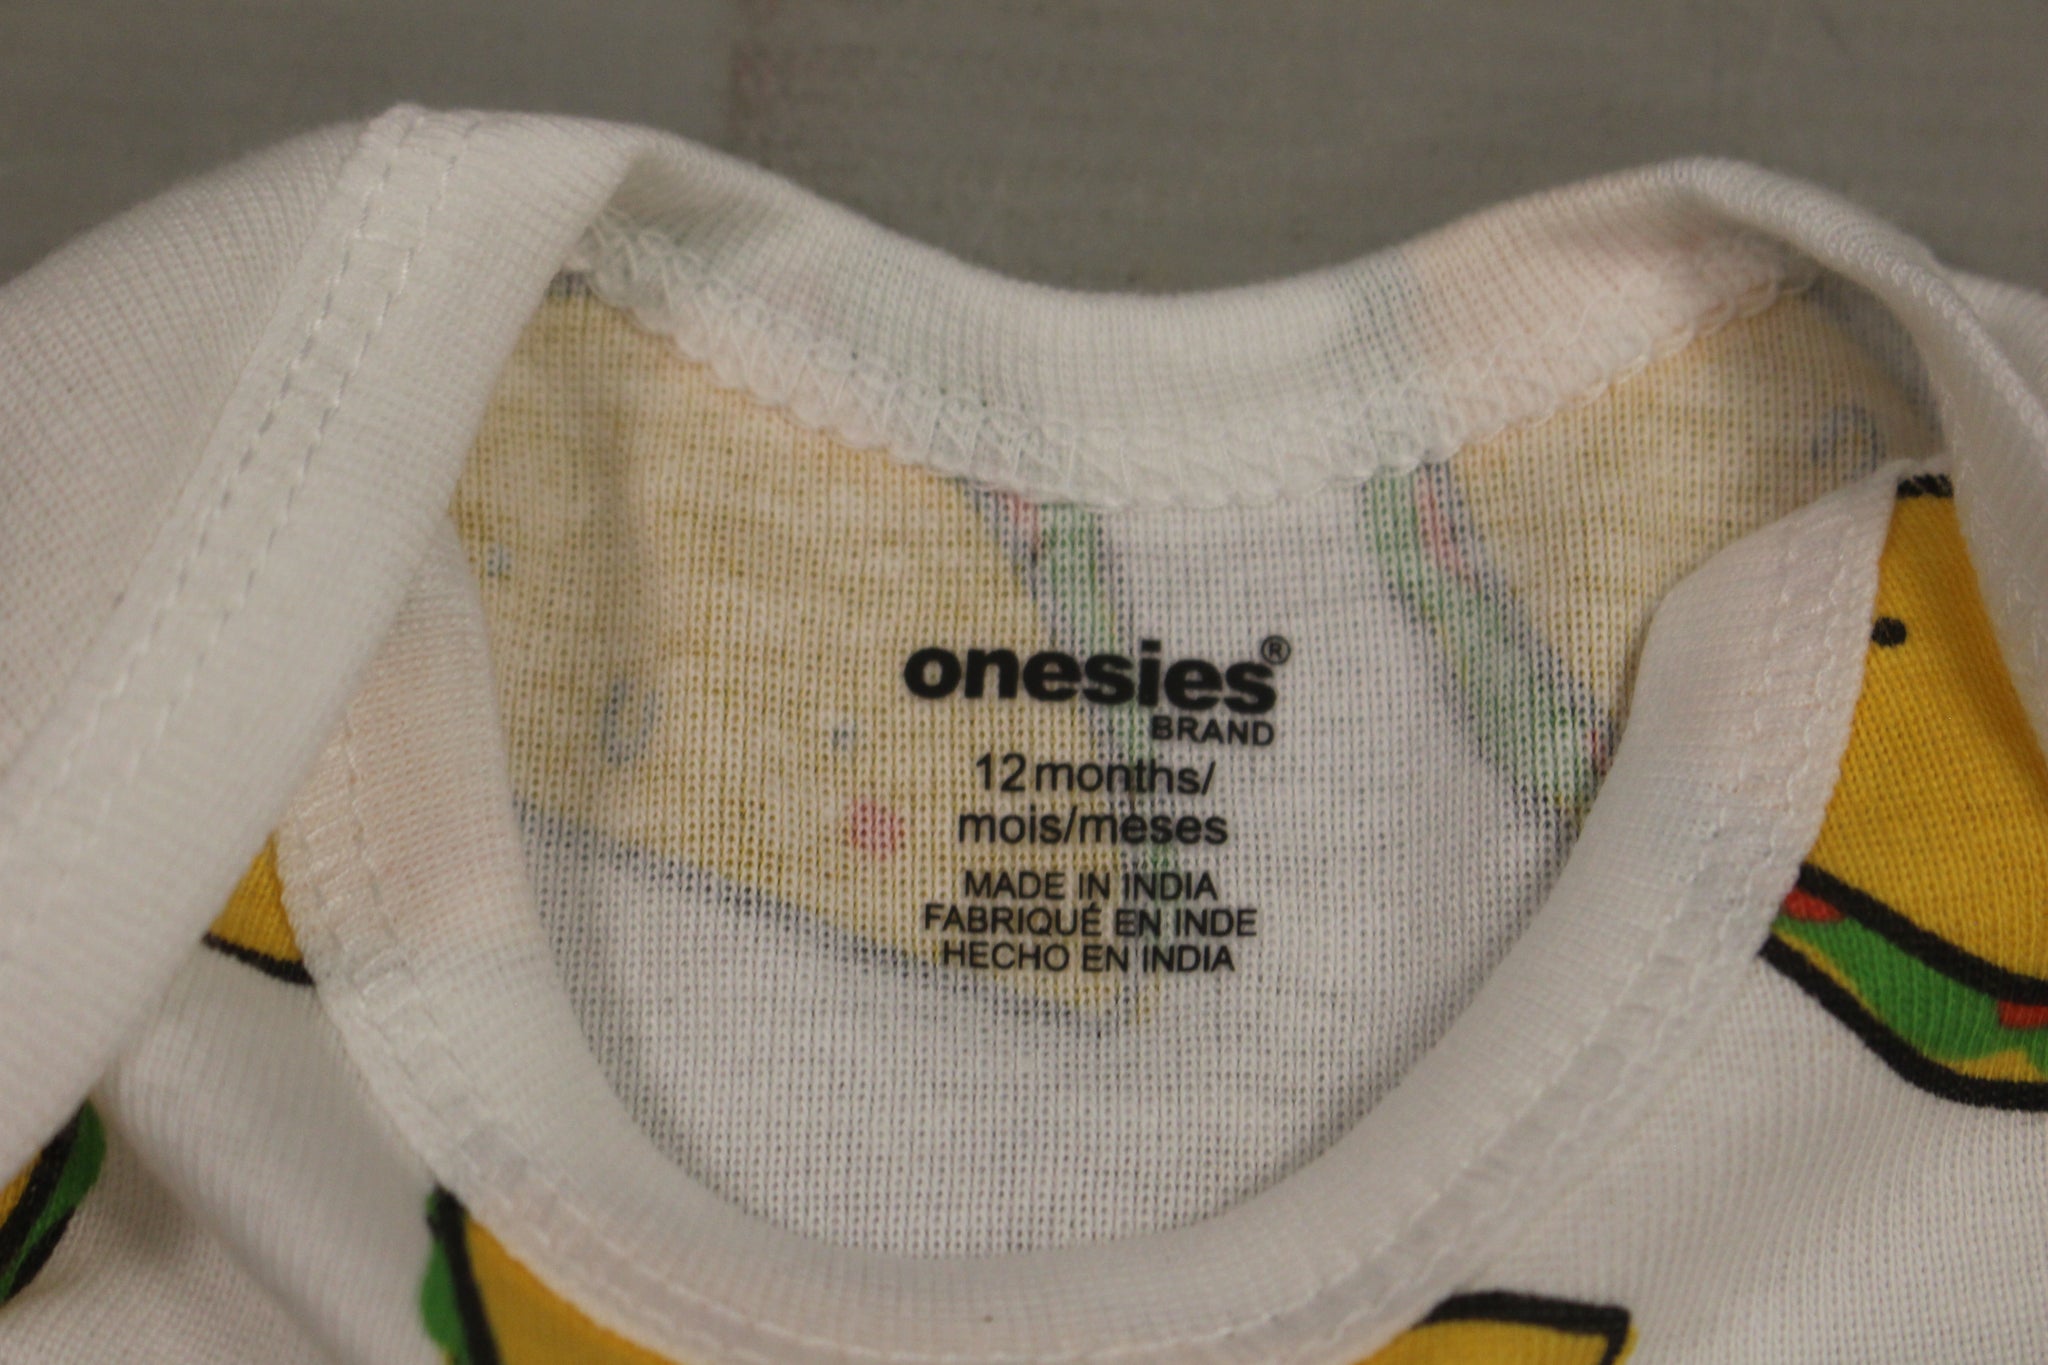 onesies®
BRAND
12 months/
mois/meses
MADE IN INDIA
FABRIQUÉ EN INDE
HECHO EN INDIA